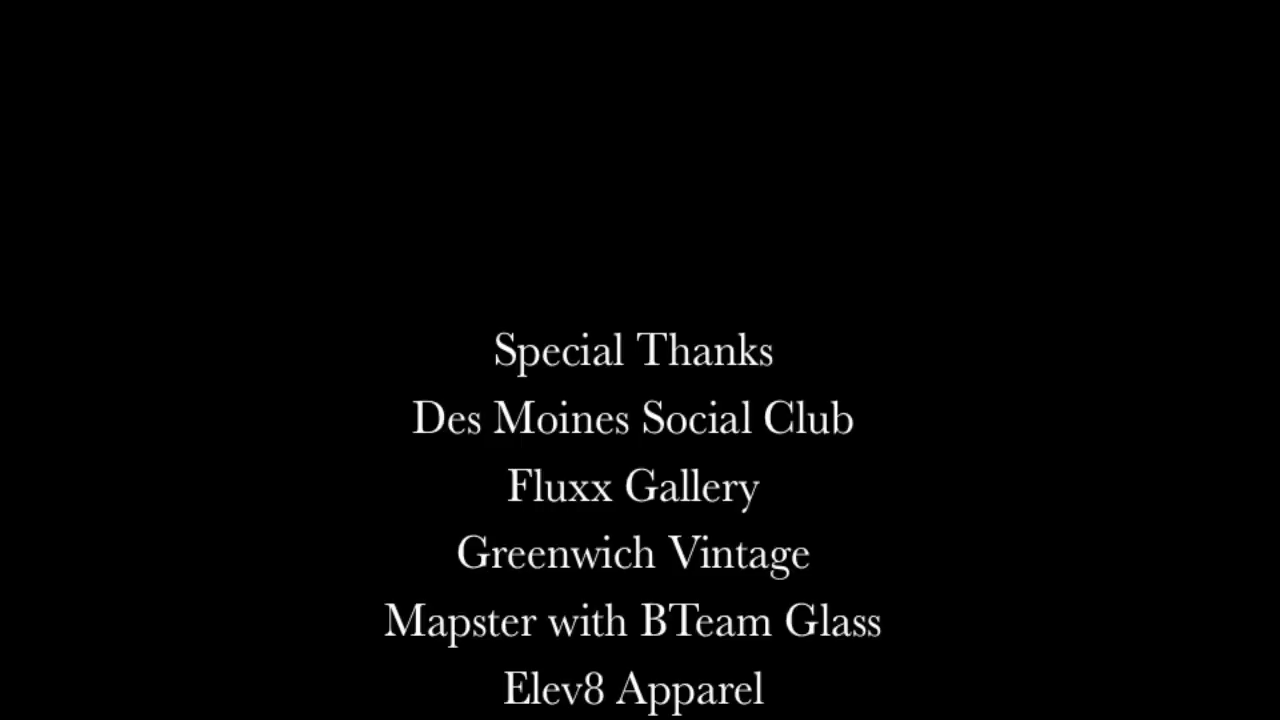 Special Thanks
Des Moines Social Club
Fluxx Gallery
Greenwich Vintage
Mapster with BTeam Glass
Elev8 Apparel